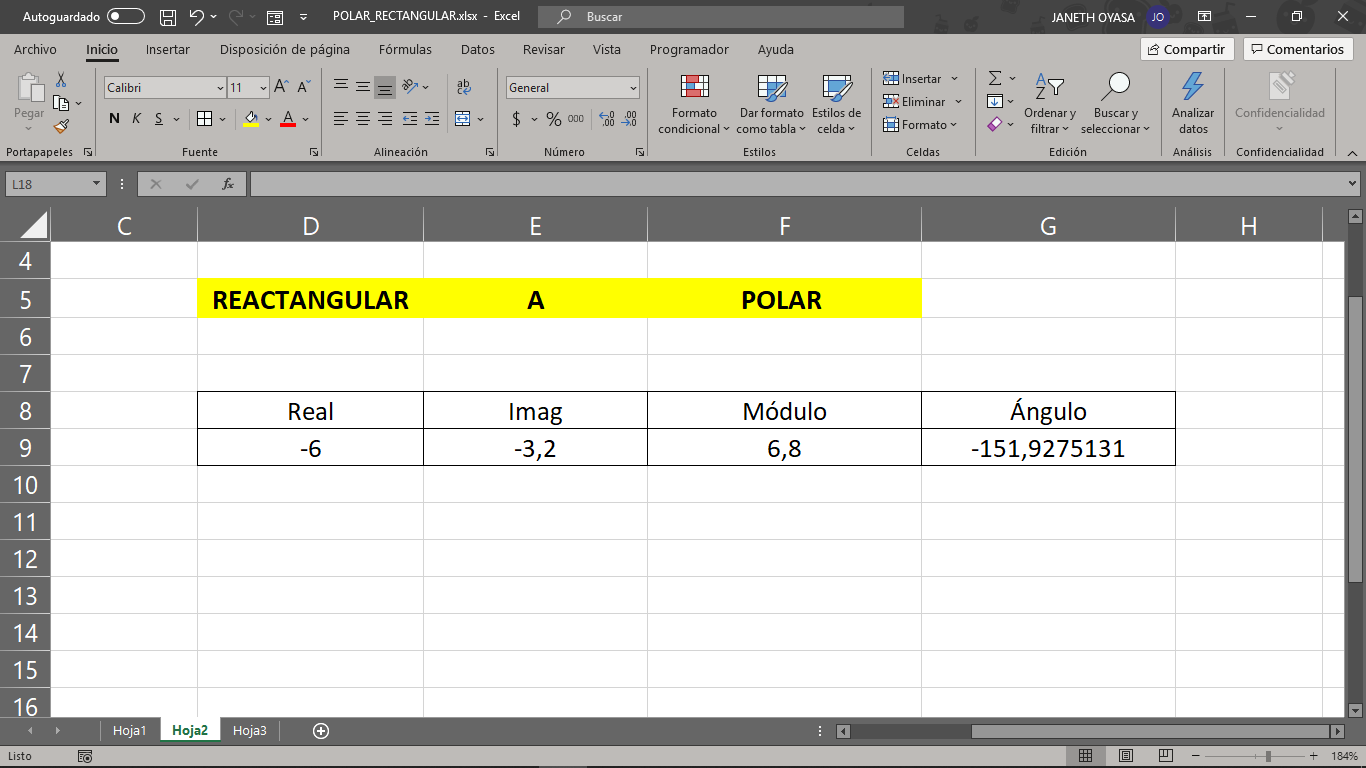 Autoguardado POLAR_RECTANGULAR.xlsx - Excel Buscar JANETH OYASA JO
Archivo Inicio Insertar Disposición de página Fórmulas Datos Revisar Vista Programador Ayuda Compartir Comentarios
Pegar
Portapapeles
Calibri 11
N K S
Fuente
Alineación
General
$ % 000
Número
Formato condicional
Dar formato como tabla
Estilos de celda
Estilos
Insertar
Eliminar
Formato
Celdas
Ordenar y filtrar
Buscar y seleccionar
Edición
Analizar datos
Análisis
Confidencialidad
Confidencialidad
L18 fx
C D E F G H
4
5 REACTANGULAR A POLAR
6
7
8 Real Imag Módulo Ángulo
9 -6 -3,2 6,8 -151,9275131
10
11
12
13
14
15
16
Hoja1 Hoja2 Hoja3
Listo 184%